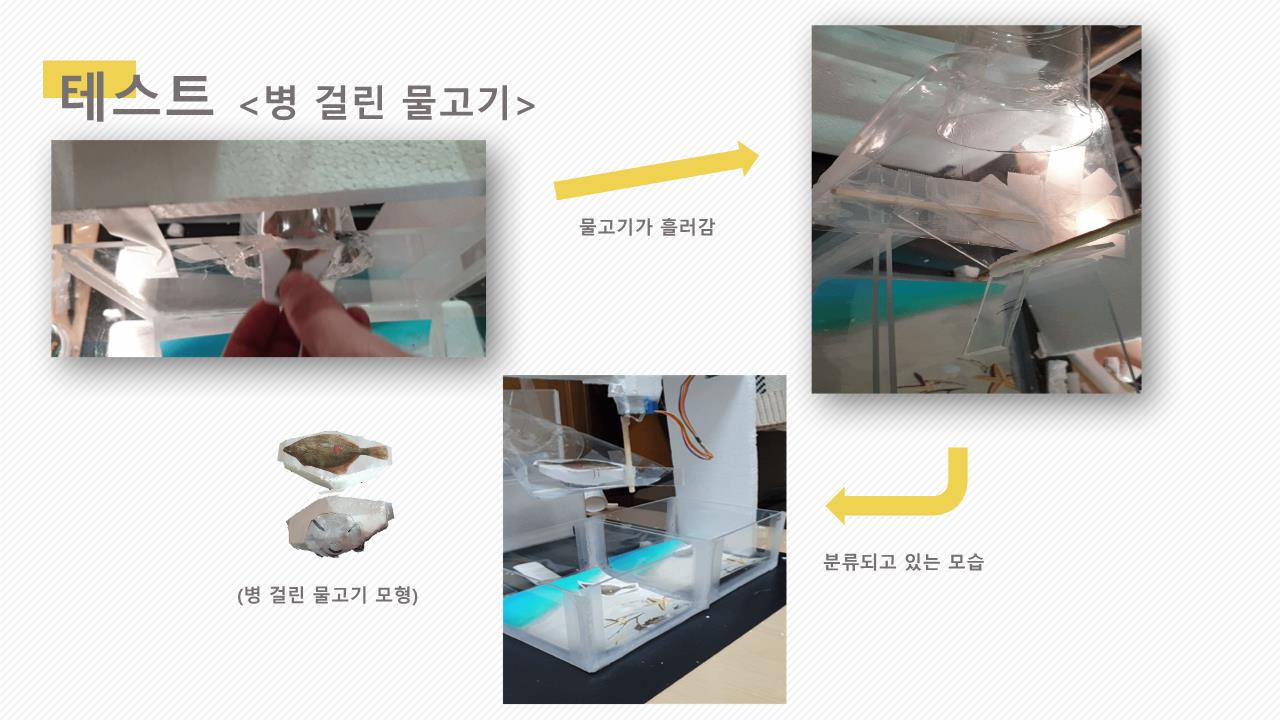 테스트 <병 걸린 물고기>
물고기가 흘러감
분류되고 있는 모습
(병 걸린 물고기 모형)